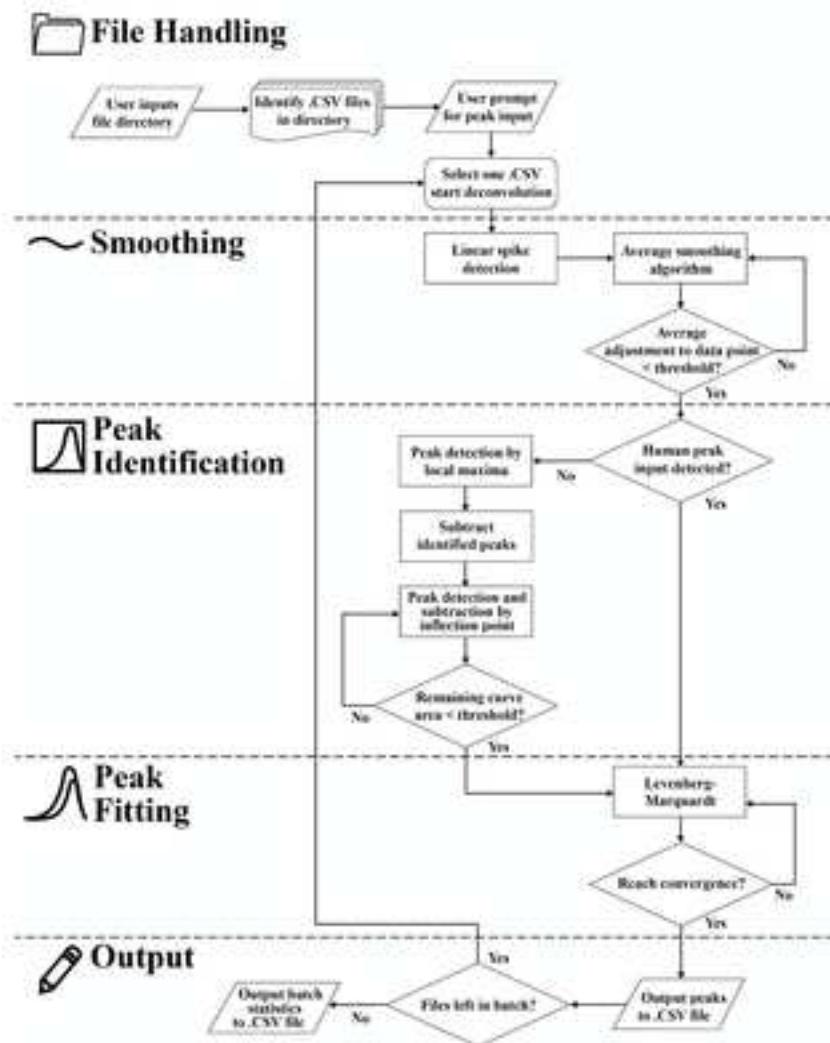 File Handling
User inputs
file directory
Identify .CSV files
in directory
User prompt
for peak input
Select one .CSV
start deconvolution
Smoothing
Linear spike
detection
Average smoothing
algorithm
Average
adjustment to data point
< threshold?
No
Yes
Peak
Identification
Peak detection by
local maxima
No
Human peak
input detected?
Yes
Subtract
identified peaks
Peak detection and
subtraction by
inflection point
Remaining curve
area < threshold?
No
Yes
Peak
Fitting
Levenberg-
Marquardt
Reach convergence?
No
Yes
Output
Yes
Output batch
statistics
to .CSV file
No
Files left in batch?
Output peaks
to .CSV file